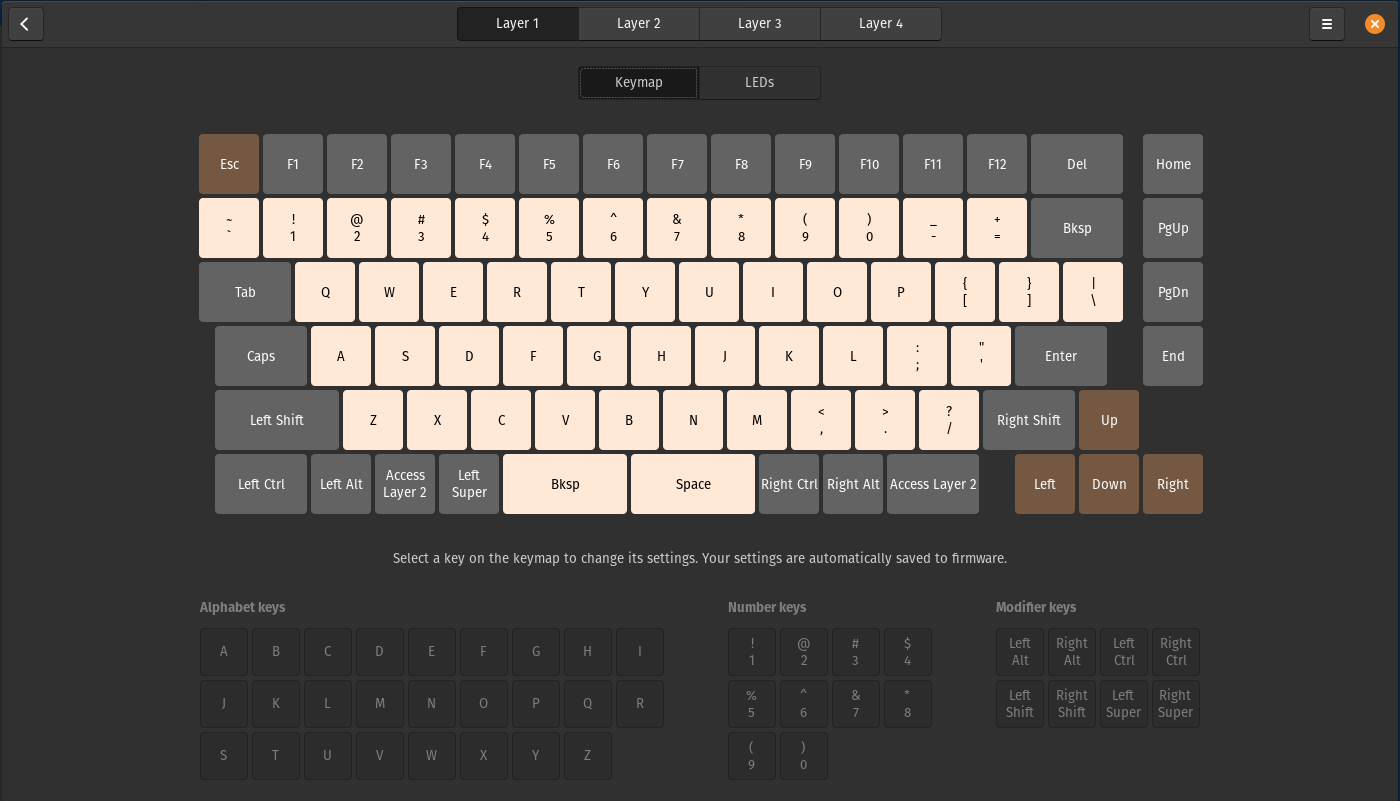 Layer 1 Layer 2 Layer 3 Layer 4
Keymap LEDs
Esc F1 F2 F3 F4 F5 F6 F7 F8 F9 F10 F11 F12 Del Home
~ ! @ # $ % ^ & * ( ) _ +
` 1 2 3 4 5 6 7 8 9 0 - = Bksp PgUp
Tab Q W E R T Y U I O P { } | PgDn
[ ] \
Caps A S D F G H J K L : " Enter End
; '
Left Shift Z X C V B N M < > ? Right Shift Up
, . /
Left Ctrl Left Alt Access Left Bksp Space Right Ctrl Right Alt Access Layer 2 Left Down Right
Layer 2 Super
Select a key on the keymap to change its settings. Your settings are automatically saved to firmware.
Alphabet keys Number keys Modifier keys
A B C D E F G H I ! @ # $ Left Right Left Right
1 2 3 4 Alt Alt Ctrl Ctrl
J K L M N O P Q R % ^ & * Left Right Left Right
5 6 7 8 Shift Shift Super Super
S T U V W X Y Z ( )
9 0